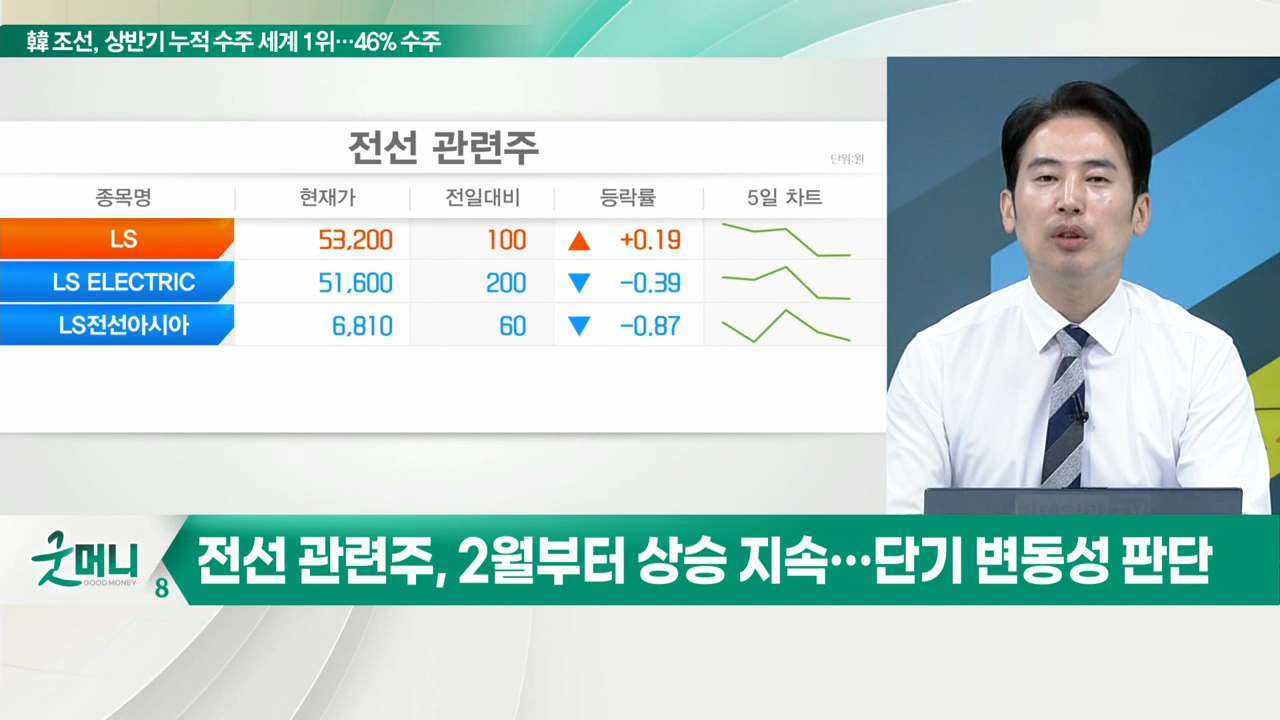 韓 조선, 상반기 누적 수주 세계 1위…46% 수주
전선 관련주
단위:원
종목명 현재가 전일대비 등락률 5일 차트
LS 53,200 100 ▲ +0.19
LS ELECTRIC 51,600 200 ▼ -0.39
LS전선아시아 6,810 60 ▼ -0.87
굿머니
GOOD MONEY
8
전선 관련주, 2월부터 상승 지속…단기 변동성 판단